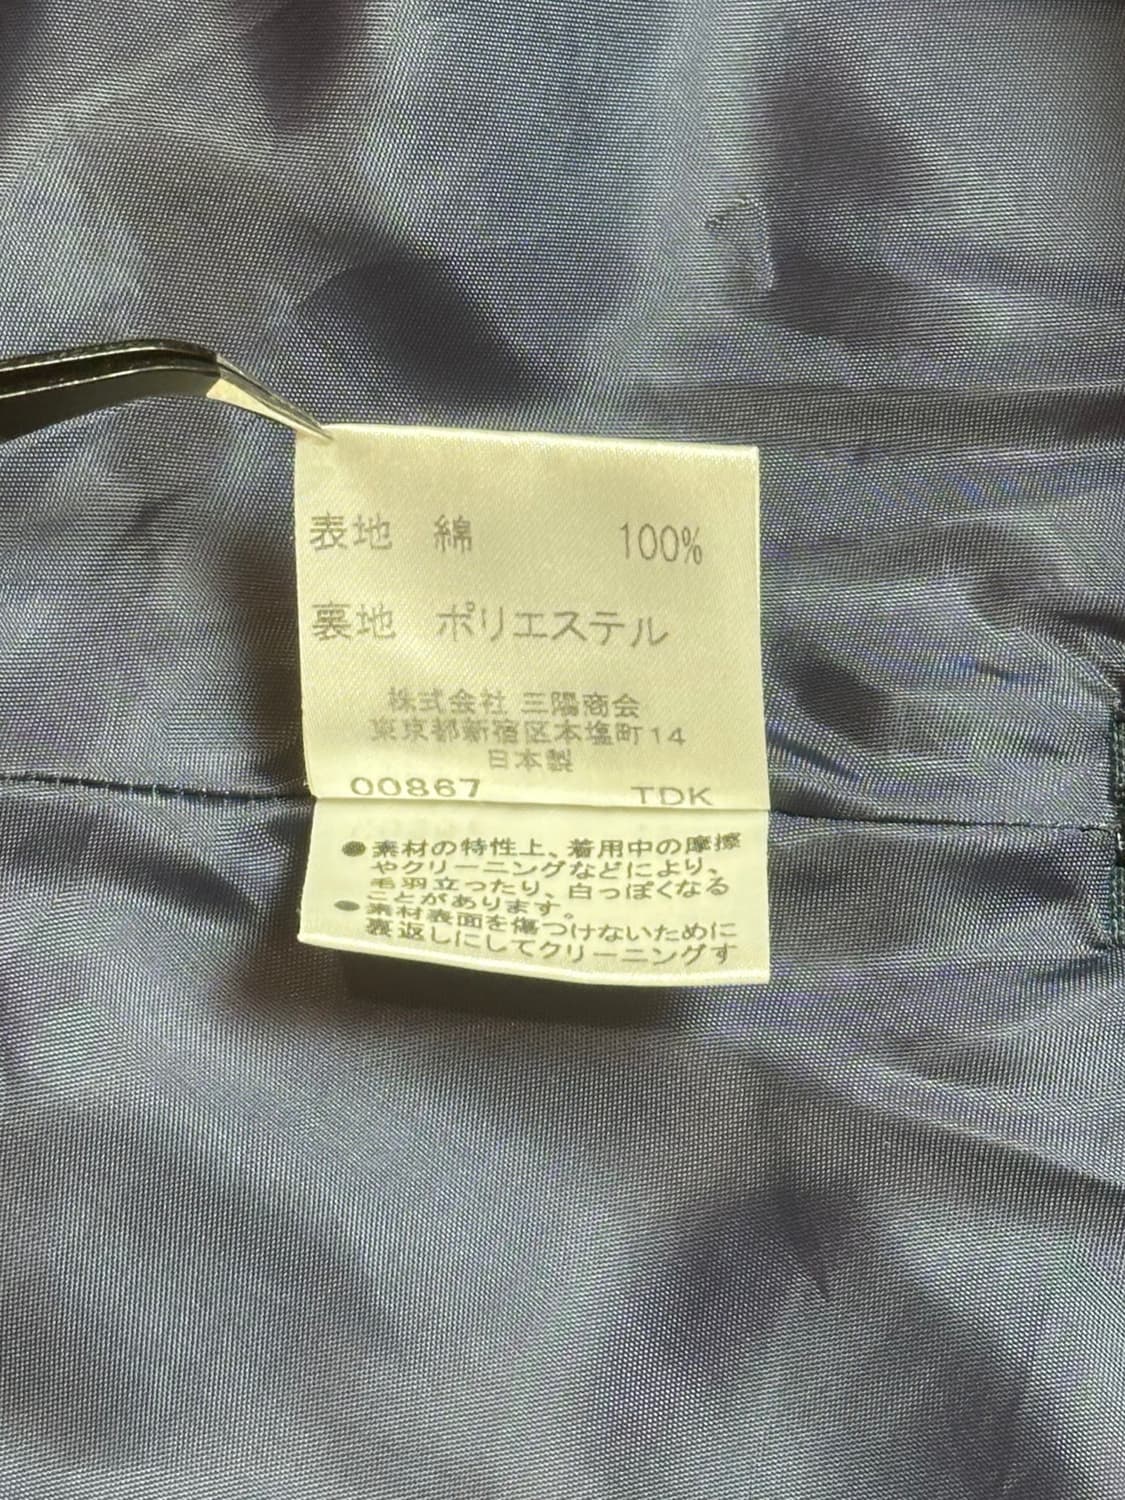 表地 綿 100%
裏地 ポリエステル
株式会社 三陽商会
東京都新宿区本塩町14
日本製
00867 TDK
●素材の特性上、着用中の摩擦
やクリーニングなどにより、
毛羽立ったり、白っぽくなる
ことがあります。
●素材表面を傷つけないために
裏返しにしてクリーニングす